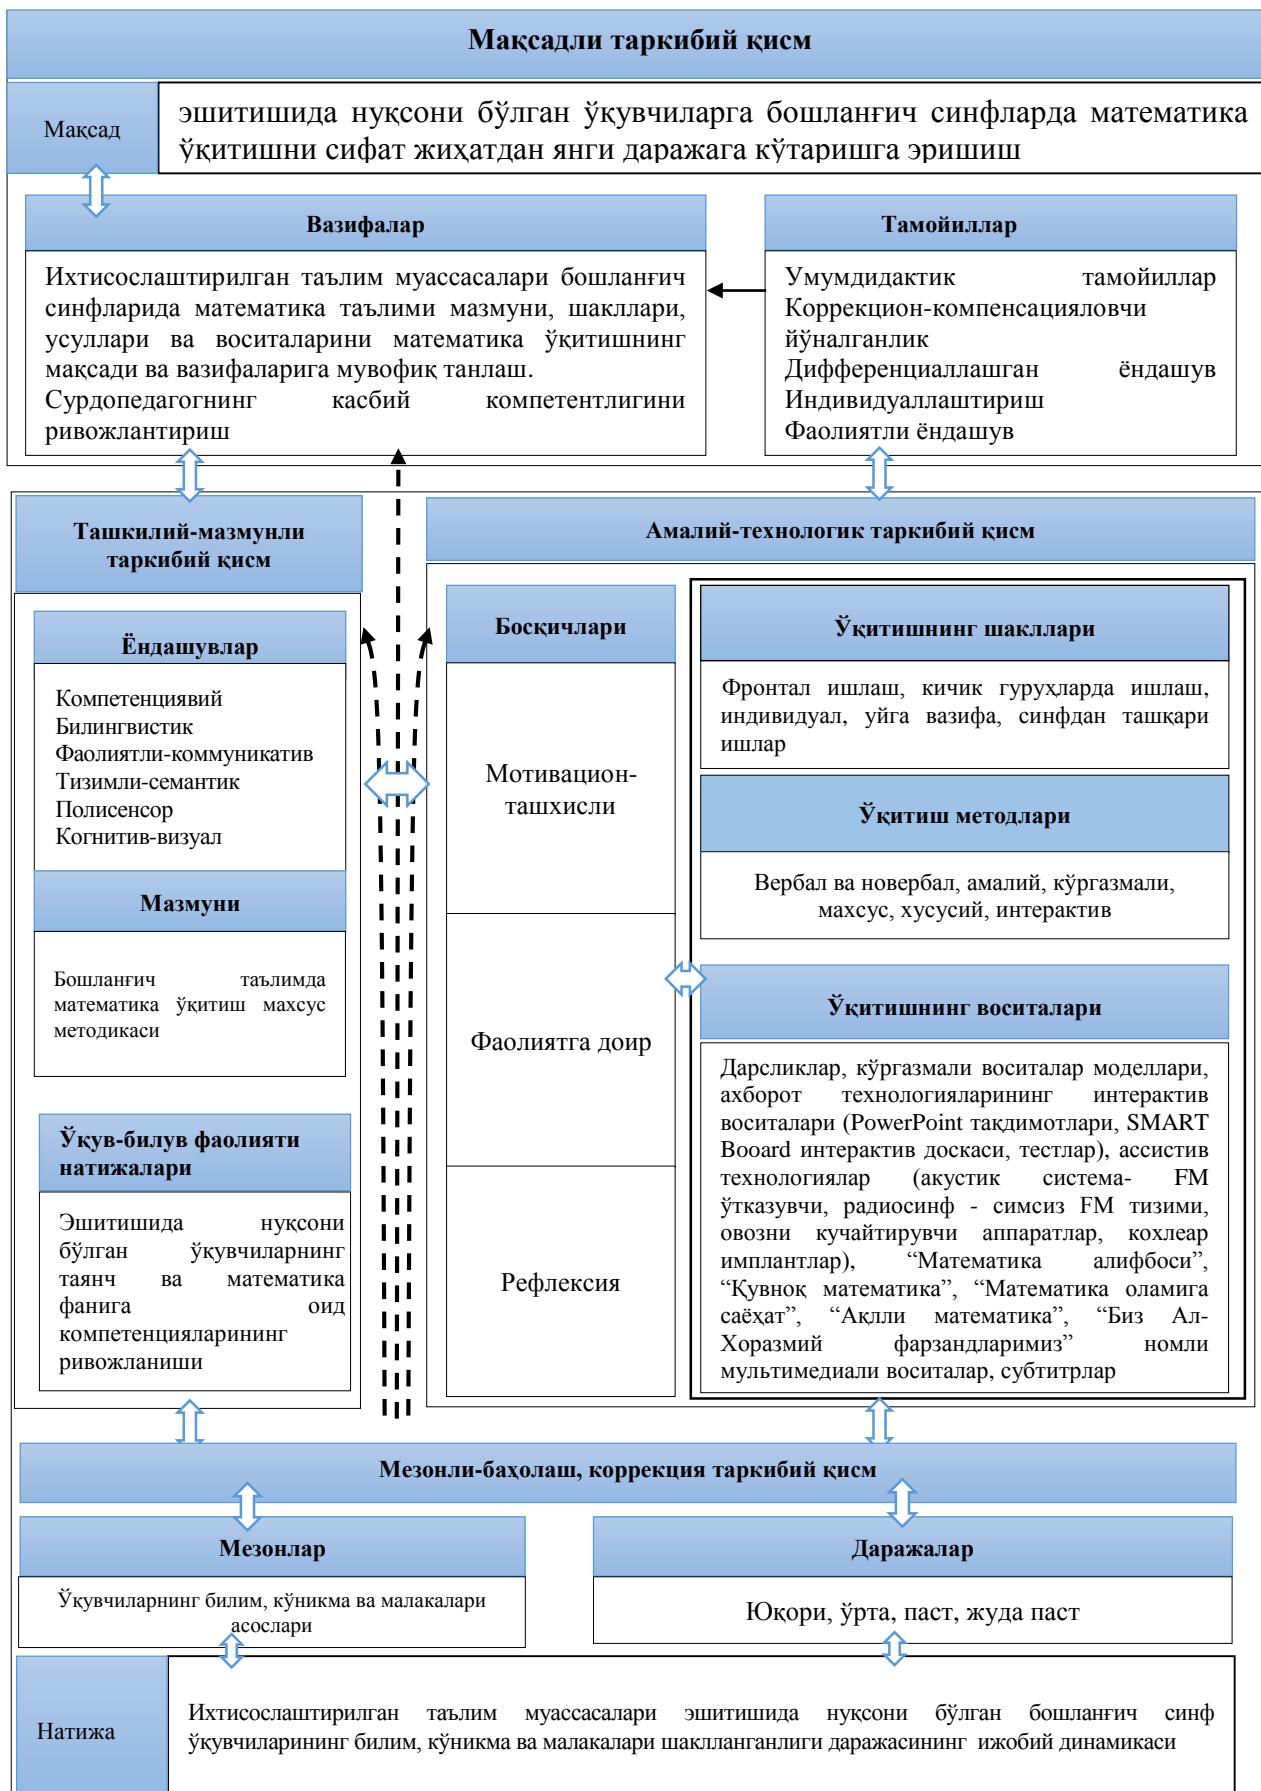 Мақсадли таркибий қисм
Мақсад
эшитишида нуқсони бўлган ўқувчиларга бошланғич синфларда математика
ўқитишни сифат жиҳатдан янги даражага кўтаришга эришиш
Вазифалар
Ихтисослаштирилган таълим муассасалари бошланғич
синфларида математика таълими мазмуни, шакллари,
усуллари ва воситаларини математика ўқитишнинг
мақсади ва вазифаларига мувофиқ танлаш.
Сурдопедагогнинг касбий компетентлигини
ривожлантириш
Тамойиллар
Умумдидактик тамойиллар
Коррекцион-компенсацияловчи
йўналганлик
Дифференциаллашган ёндашув
Индивидуаллаштириш
Фаолиятли ёндашув
Ташкилий-мазмунли
таркибий қисм
Ёндашувлар
Компетенциявий
Билингвистик
Фаолиятли-коммуникатив
Тизимли-семантик
Полисенсор
Когнитив-визуал
Мазмуни
Бошланғич таълимда
математика ўқитиш махсус
методикаси
Ўқув-билув фаолияти
натижалари
Эшитишида нуқсони
бўлган ўқувчиларнинг
таянч ва математика
фанига оид
компетенцияларининг
ривожланиши
Амалий-технологик таркибий қисм
Босқичлари
Мотивацион-
ташхисли
Фаолиятга доир
Рефлексия
Ўқитишнинг шакллари
Фронтал ишлаш, кичик гуруҳларда ишлаш,
индивидуал, уйга вазифа, синфдан ташқари
ишлар
Ўқитиш методлари
Вербал ва новербал, амалий, кўргазмали,
махсус, хусусий, интерактив
Ўқитишнинг воситалари
Дарсликлар, кўргазмали воситалар моделлари,
ахборот технологияларининг интерактив
воситалари (PowerPoint тақдимотлари, SMART
Booard интерактив доскаси, тестлар), ассистив
технологиялар (акустик система- FM
ўтказувчи, радиосинф - симсиз FM тизими,
овозни кучайтирувчи аппаратлар, кохлеар
имплантлар), “Математика алифбоси”,
“Қувноқ математика”, “Математика оламига
саёҳат”, “Ақлли математика”, “Биз Ал-
Хоразмий фарзандларимиз” номли
мультимедиали воситалар, субтитрлар
Мезонли-баҳолаш, коррекция таркибий қисм
Мезонлар
Ўқувчиларнинг билим, кўникма ва малакалари
асослари
Даражалар
Юқори, ўрта, паст, жуда паст
Натижа
Ихтисослаштирилган таълим муассасалари эшитишида нуқсони бўлган бошланғич синф
ўқувчиларининг билим, кўникма ва малакалари шаклланганлиги даражасининг ижобий динамикаси